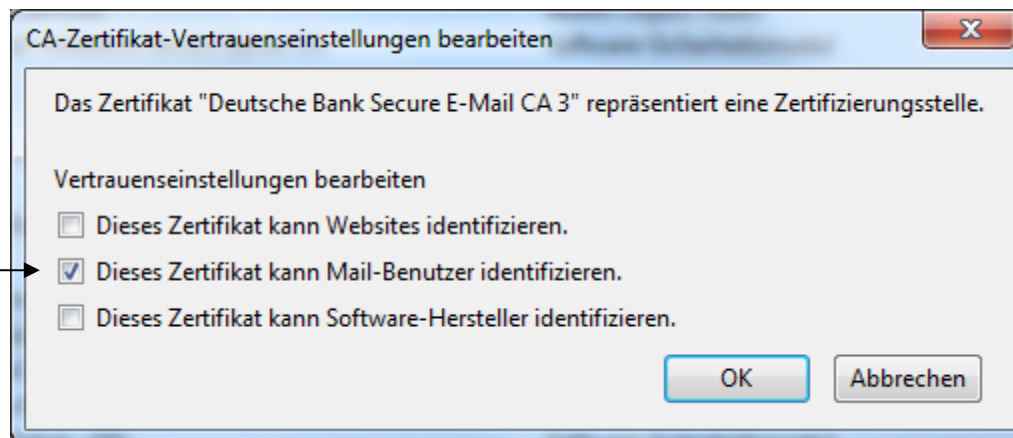 CA-Zertifikat-Vertrauenseinstellungen bearbeiten
Das Zertifikat "Deutsche Bank Secure E-Mail CA 3" repräsentiert eine Zertifizierungsstelle.
Vertrauenseinstellungen bearbeiten
Dieses Zertifikat kann Websites identifizieren.
Dieses Zertifikat kann Mail-Benutzer identifizieren.
Dieses Zertifikat kann Software-Hersteller identifizieren.
OK Abbrechen